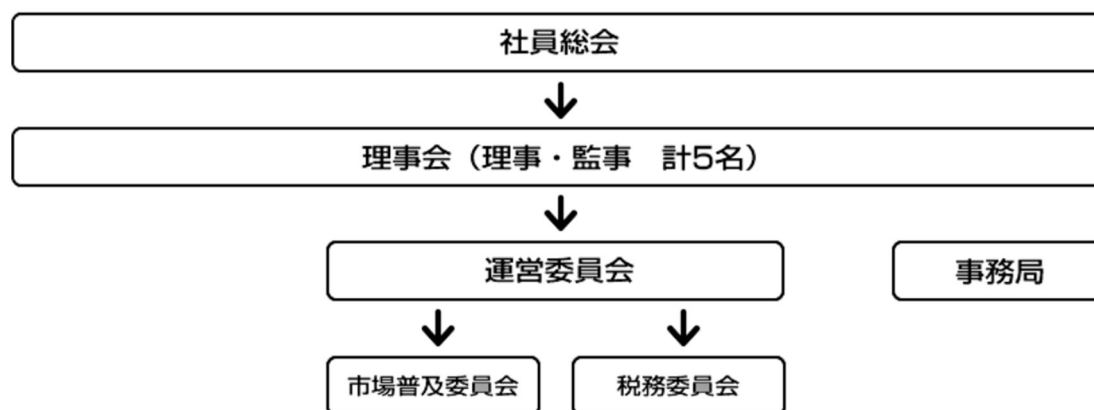 社員総会
理事会（理事・監事　計5名）
運営委員会
事務局
市場普及委員会
税務委員会